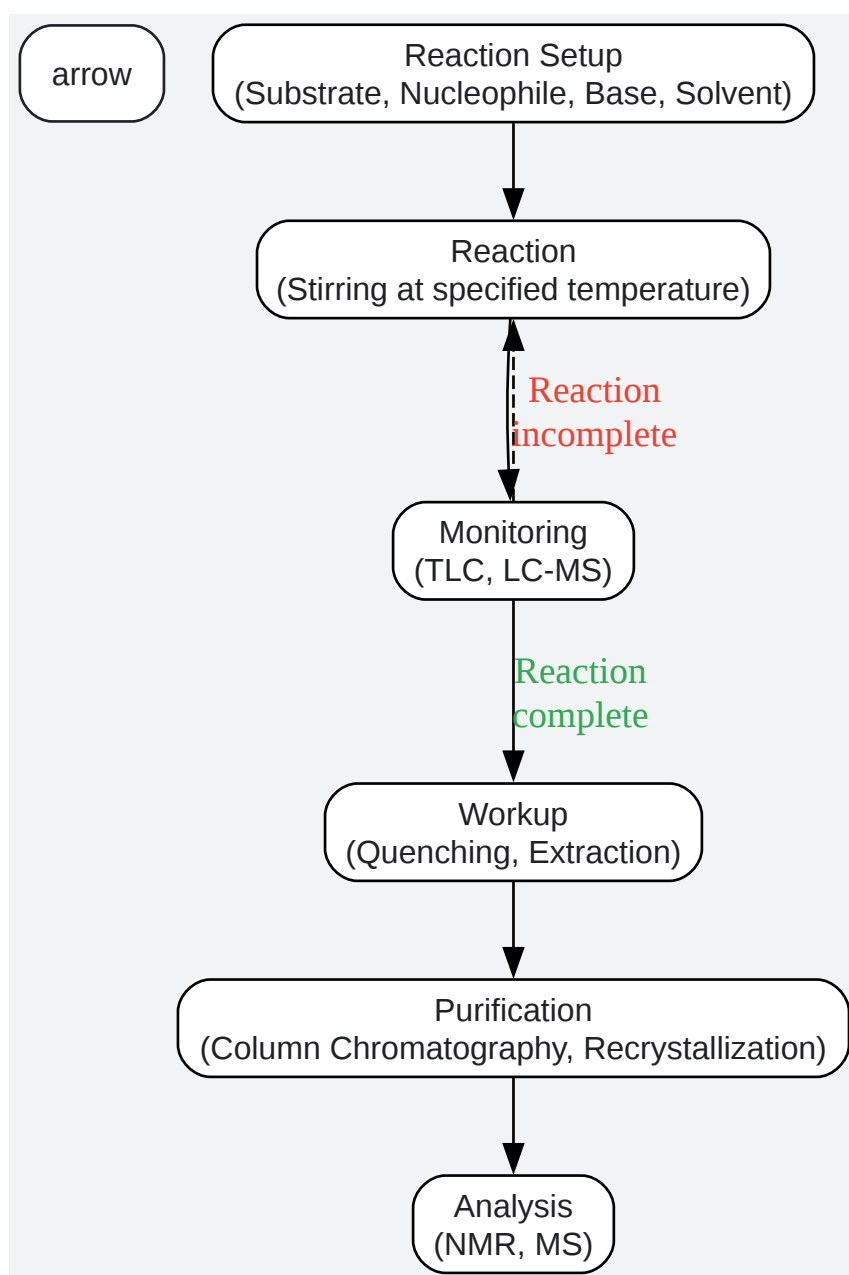 arrow
Reaction Setup
(Substrate, Nucleophile, Base, Solvent)
Reaction
(Stirring at specified temperature)
Reaction
incomplete
Monitoring
(TLC, LC-MS)
Reaction
complete
Workup
(Quenching, Extraction)
Purification
(Column Chromatography, Recrystallization)
Analysis
(NMR, MS)